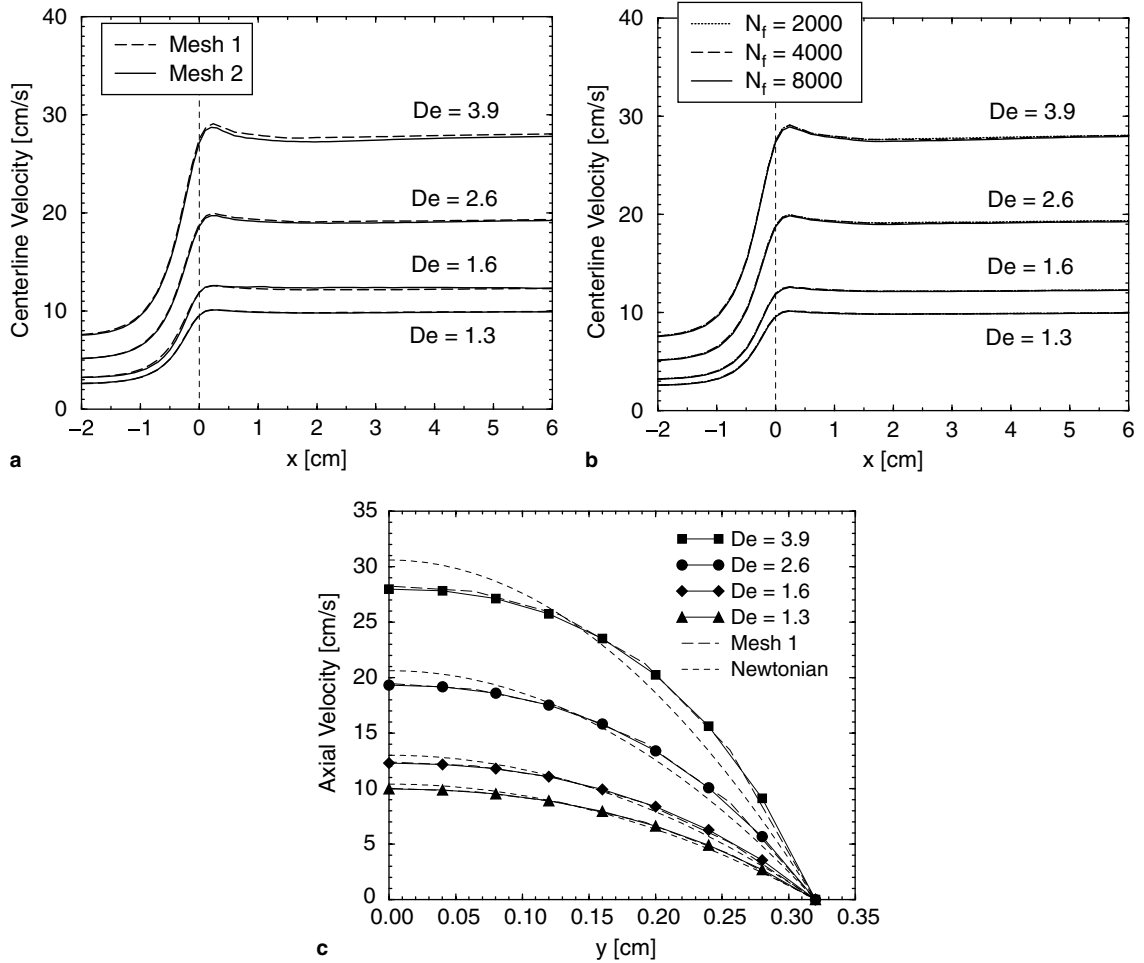 40
30
20
10
0
Centerline Velocity [cm/s]
Mesh 1
Mesh 2
De = 3.9
De = 2.6
De = 1.6
De = 1.3
−2 −1 0 1 2 3 4 5 6
x [cm]
a
40
30
20
10
0
Centerline Velocity [cm/s]
N_f = 2000
N_f = 4000
N_f = 8000
De = 3.9
De = 2.6
De = 1.6
De = 1.3
−2 −1 0 1 2 3 4 5 6
x [cm]
b
35
30
25
20
15
10
5
0
Axial Velocity [cm/s]
De = 3.9
De = 2.6
De = 1.6
De = 1.3
Mesh 1
Newtonian
0.00 0.05 0.10 0.15 0.20 0.25 0.30 0.35
y [cm]
c